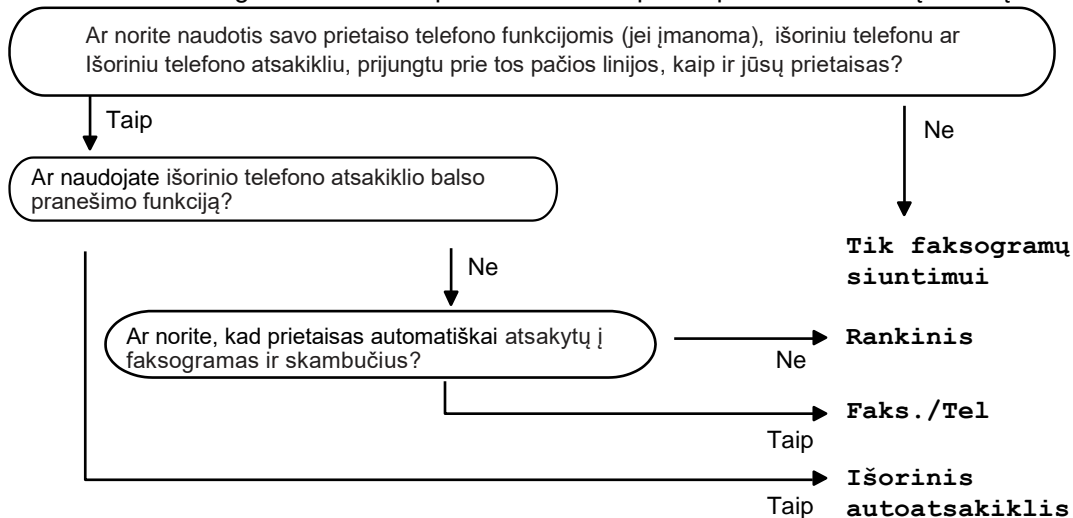 Ar norite naudotis savo prietaiso telefono funkcijomis (jei įmanoma), išoriniu telefonu ar
Išoriniu telefono atsakikliu, prijungtu prie tos pačios linijos, kaip ir jūsų prietaisas?
Taip
Ne
Ar naudojate išorinio telefono atsakiklio balso
pranešimo funkciją?
Tik faksogramų
siuntimui
Ne
Ar norite, kad prietaisas automatiškai atsakytų į
faksogramas ir skambučius?
Ne
Rankinis
Faks./Tel
Taip
Išorinis
Taip
autoatsakiklis